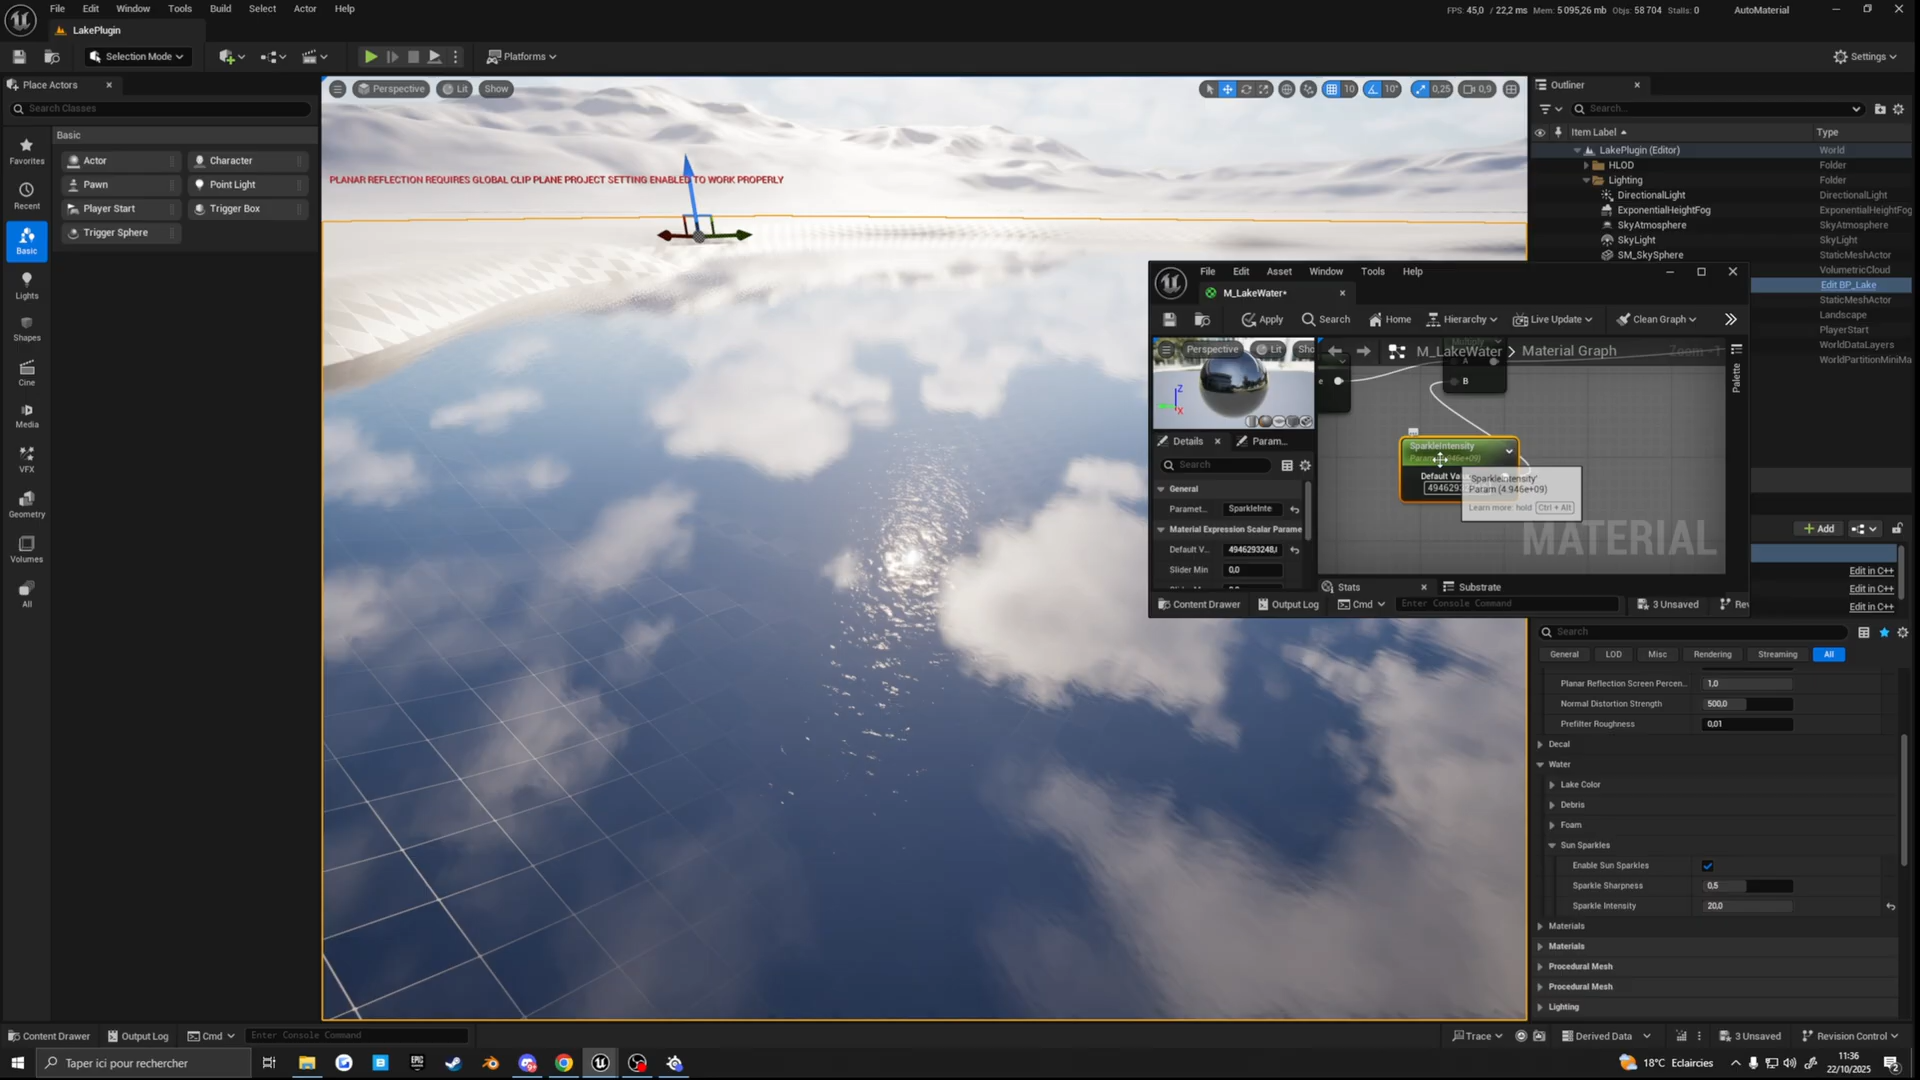 File Edit Window Tools Build Select Actor Help
FPS: 45,0 / 22,2 ms Mem: 5 095,26 mb Objs: 58 704 Stalls: 0
AutoMaterial
LakePlugin
Selection Mode
Platforms
Settings
Place Actors
Search Classes
Favorites
Recent
Basic
Lights
Shapes
Cine
Media
VFX
Geometry
Volumes
All
Basic
Actor
Character
Pawn
Point Light
Player Start
Trigger Box
Trigger Sphere
Perspective Lit Show
10 10° 0,25 0,9
PLANAR REFLECTION REQUIRES GLOBAL CLIP PLANE PROJECT SETTING ENABLED TO WORK PROPERLY
Outliner
Search...
Item Label Type
LakePlugin (Editor) World
HLOD Folder
Lighting Folder
DirectionalLight DirectionalLight
ExponentialHeightFog ExponentialHeightFog
SkyAtmosphere SkyAtmosphere
SkyLight SkyLight
SM_SkySphere StaticMeshActor
VolumetricCloud
Edit BP_Lake
StaticMeshActor
Landscape
PlayerStart
WorldDataLayers
WorldPartitionMiniMa
File Edit Asset Window Tools Help
M_LakeWater*
Apply Search Home Hierarchy Live Update Clean Graph
Perspective Lit Sho
Z
X
M_LakeWater > Material Graph
Zoom -1
Palette
Multiply
A
B
e
SparkleIntensity
Default Va
4946293
'SparkleIntensity'
Param (4.946e+09)
Learn more: hold Ctrl + Alt
MATERIAL
Details Param...
Search
General
Paramet... SparkleInte
Material Expression Scalar Parame
Default V... 4946293248,
Slider Min 0,0
Stats Substrate
Content Drawer Output Log Cmd Enter Console Command 3 Unsaved Rev
Add
Edit in C++
Edit in C++
Edit in C++
Search
General LOD Misc Rendering Streaming All
Planar Reflection Screen Percen... 1,0
Normal Distortion Strength 500,0
Prefilter Roughness 0,01
Decal
Water
Lake Color
Debris
Foam
Sun Sparkles
Enable Sun Sparkles
Sparkle Sharpness 0,5
Sparkle Intensity 20,0
Materials
Materials
Procedural Mesh
Procedural Mesh
Lighting
Content Drawer Output Log Cmd Enter Console Command
Trace Derived Data 3 Unsaved Revision Control
Taper ici pour rechercher
EPIC
18°C Eclaircies
11:36
22/10/2025
2